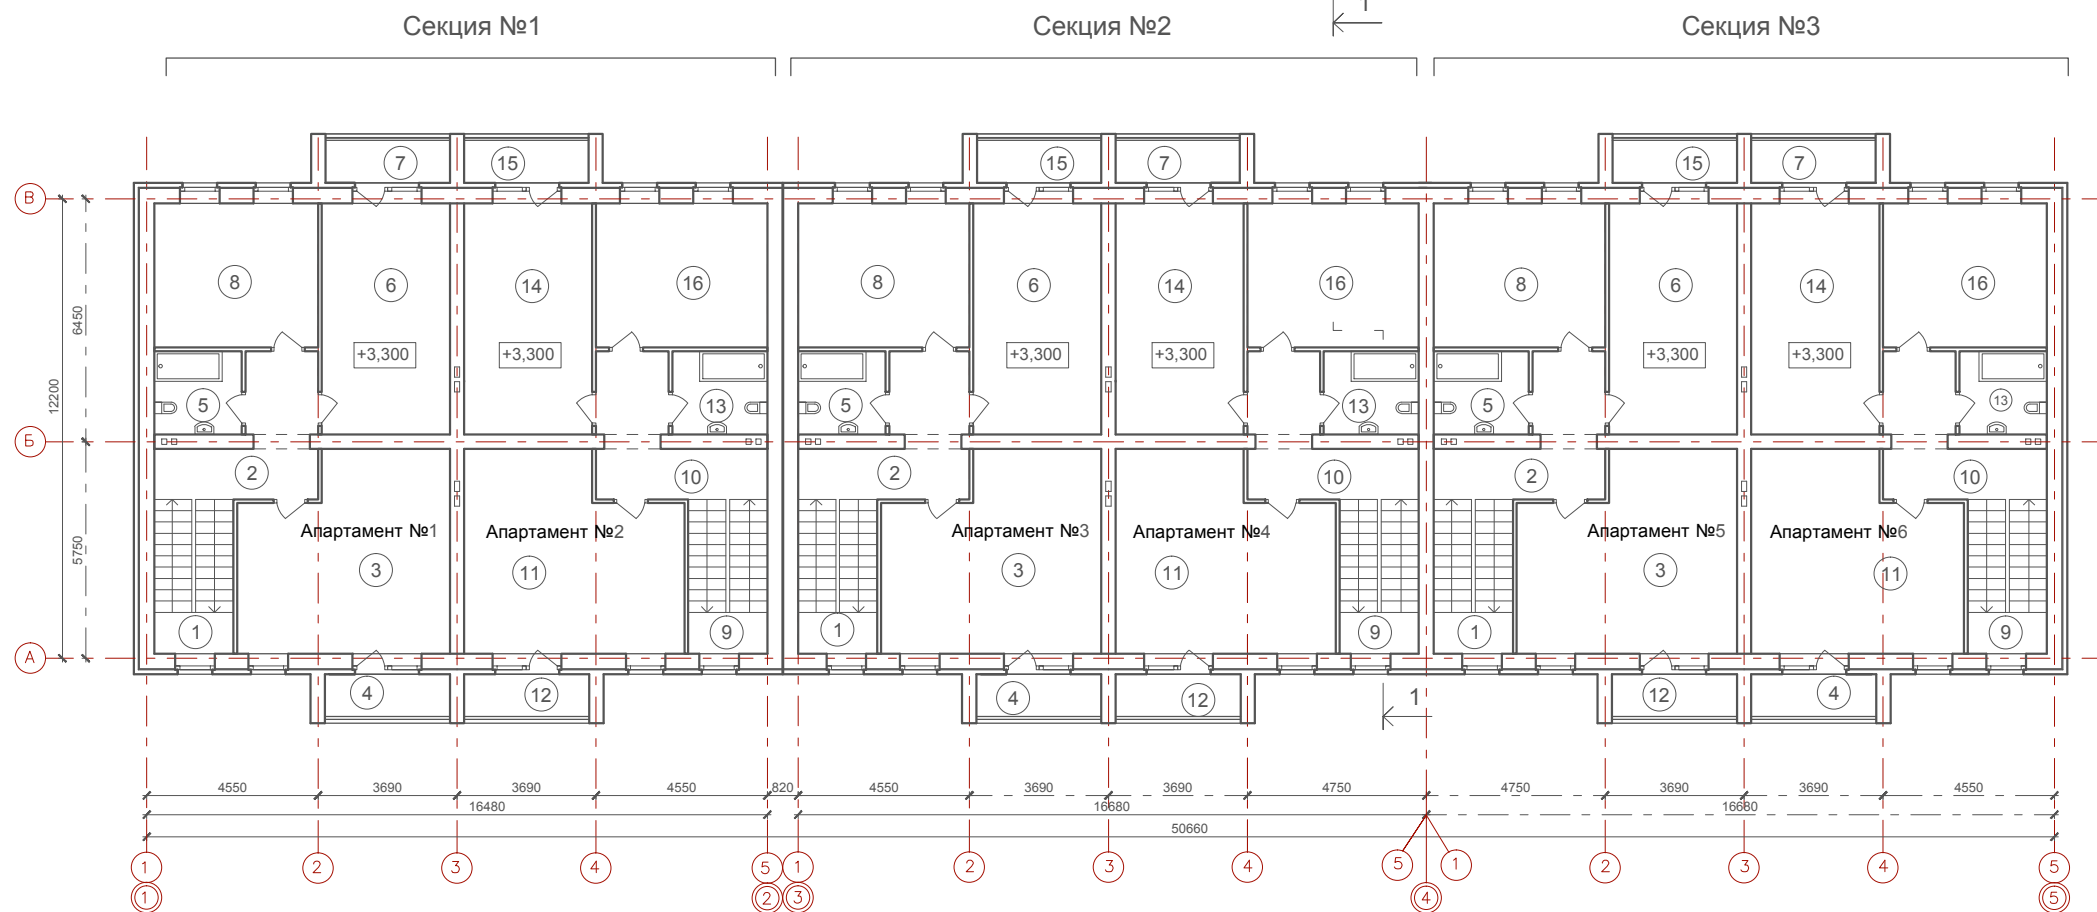 1
Секция №1 Секция №2 Секция №3
7 15 15 7 15 7
В
8 6 14 16 8 6 14 16 8 6 14 16
6450
+3,300 +3,300 +3,300 +3,300 +3,300 +3,300
12200
5 13 5 13 5 13
Б
2 10 2 10 2 10
Апартамент №1 Апартамент №2 Апартамент №3 Апартамент №4 Апартамент №5 Апартамент №6
5750
3 11 3 11 3 11
1 9 1 9 1 9
А
4 12 4 12 1 12 4
4550 3690 3690 4550 820 4550 3690 3690 4750 4750 3690 3690 4550
16480 16680 16680
50660
1 2 3 4 5 1 2 3 4 5 1 2 3 4 5
1 2 3 4 5